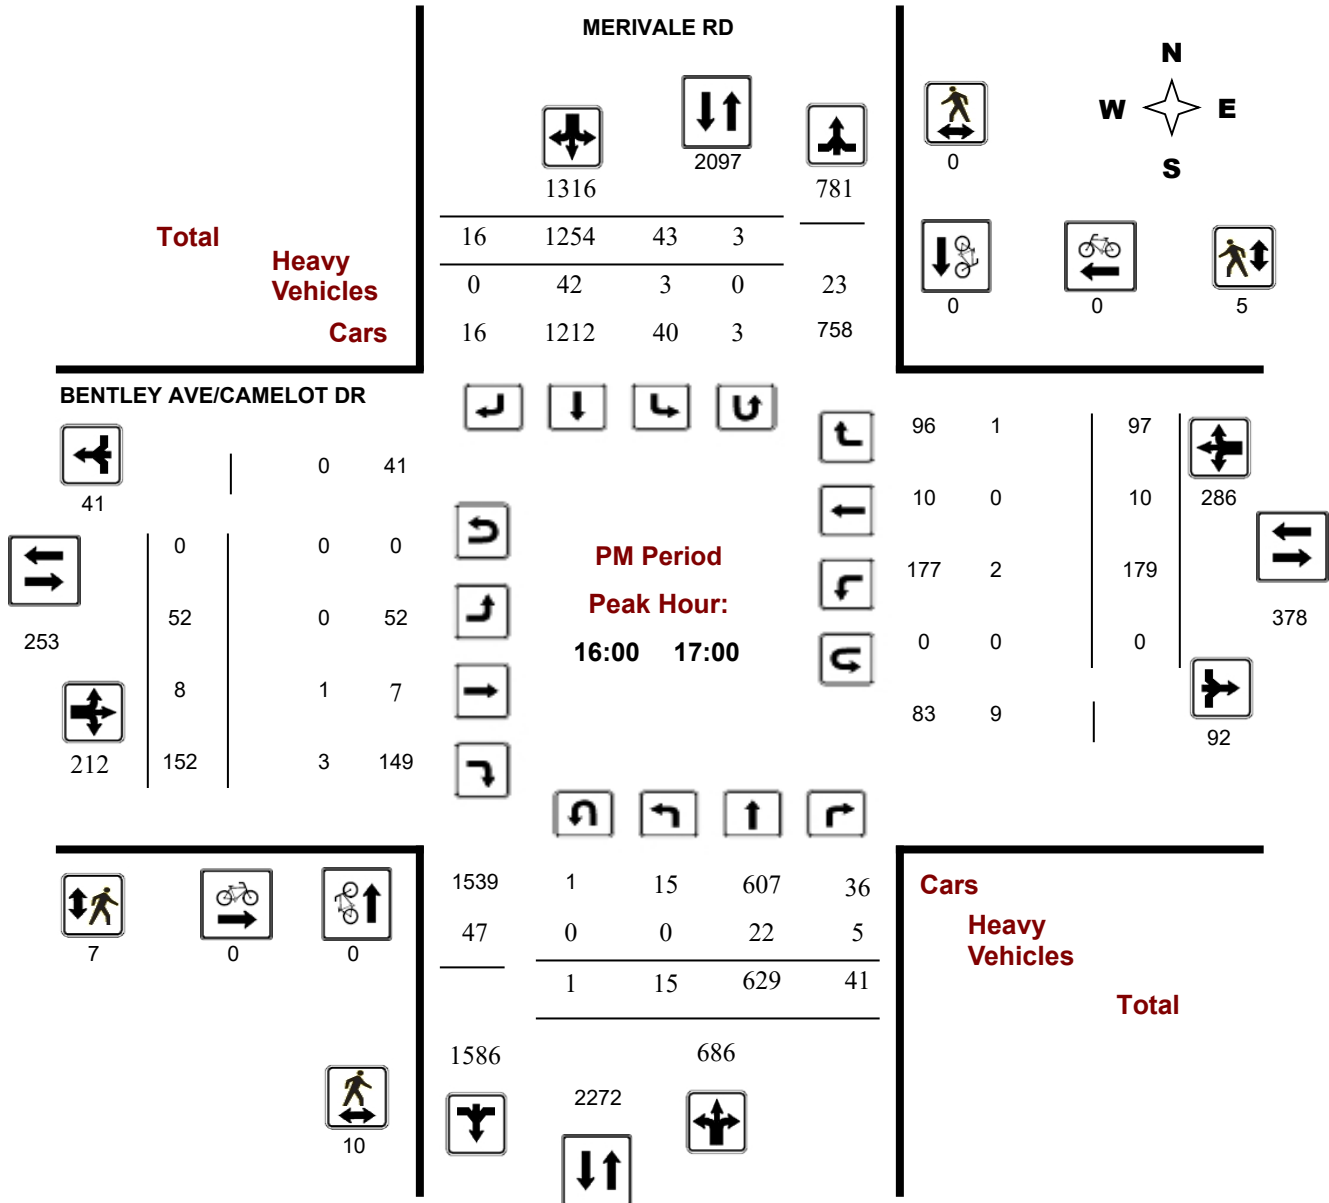 MERIVALE RD
N
W E
S
2097
0
1316 781
Total 16 1254 43 3
Heavy
Vehicles 0 42 3 0 23
0 0 5
Cars 16 1212 40 3 758
BENTLEY AVE/CAMELOT DR
96 1 97
0 41
41
10 0 10 286
0 0 0
PM Period
177 2 179
52 0 52
Peak Hour:
378
253
16:00 17:00
0 0 0
8 1 7
83 9
92
212 152 3 149
1539 1 15 607 36
Cars
47 0 0 22 5
Heavy
Vehicles
7 0 0
1 15 629 41
Total
1586 686
2272
10